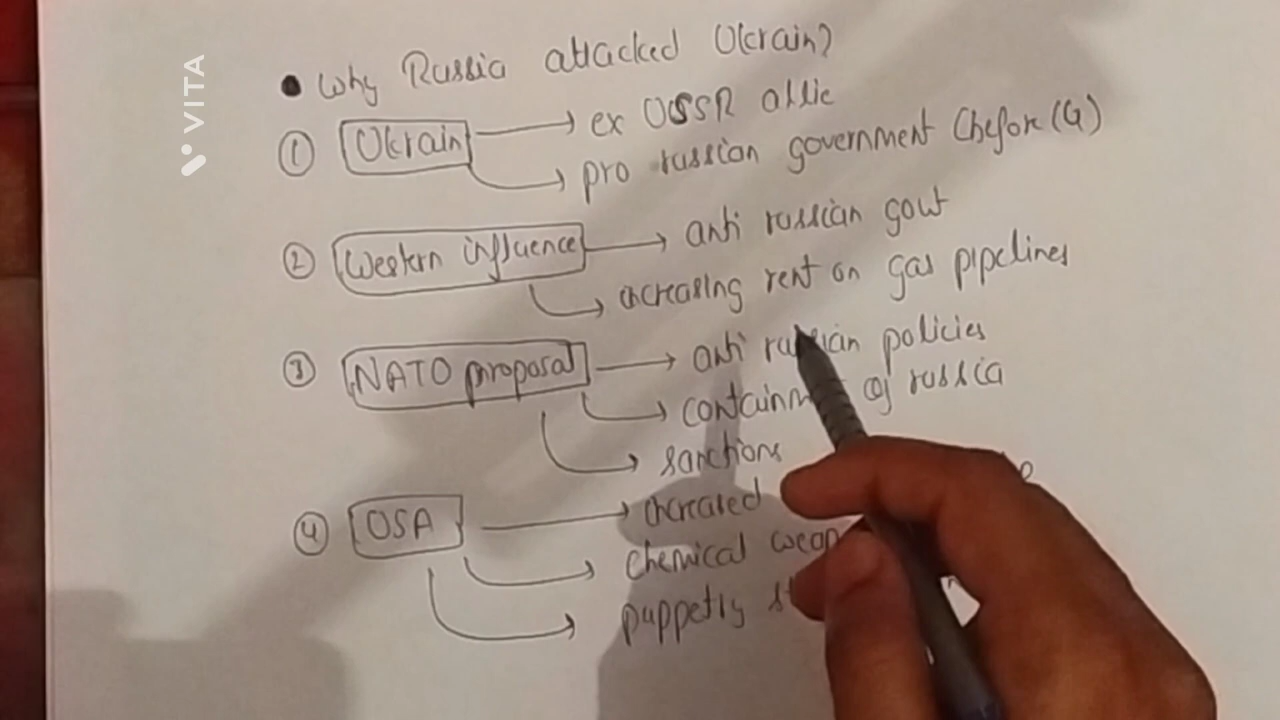 VITA
• Why Russia attacked Ukrain?
① Ukrain → ex USSR allie
→ pro russian government
② Western influence → anti russian govt
→ increasing rent on gas pipelines
③ NATO proposal → anti russian policies
→ of russia
→ sanctions
④ USA → increased
→ chemical
→